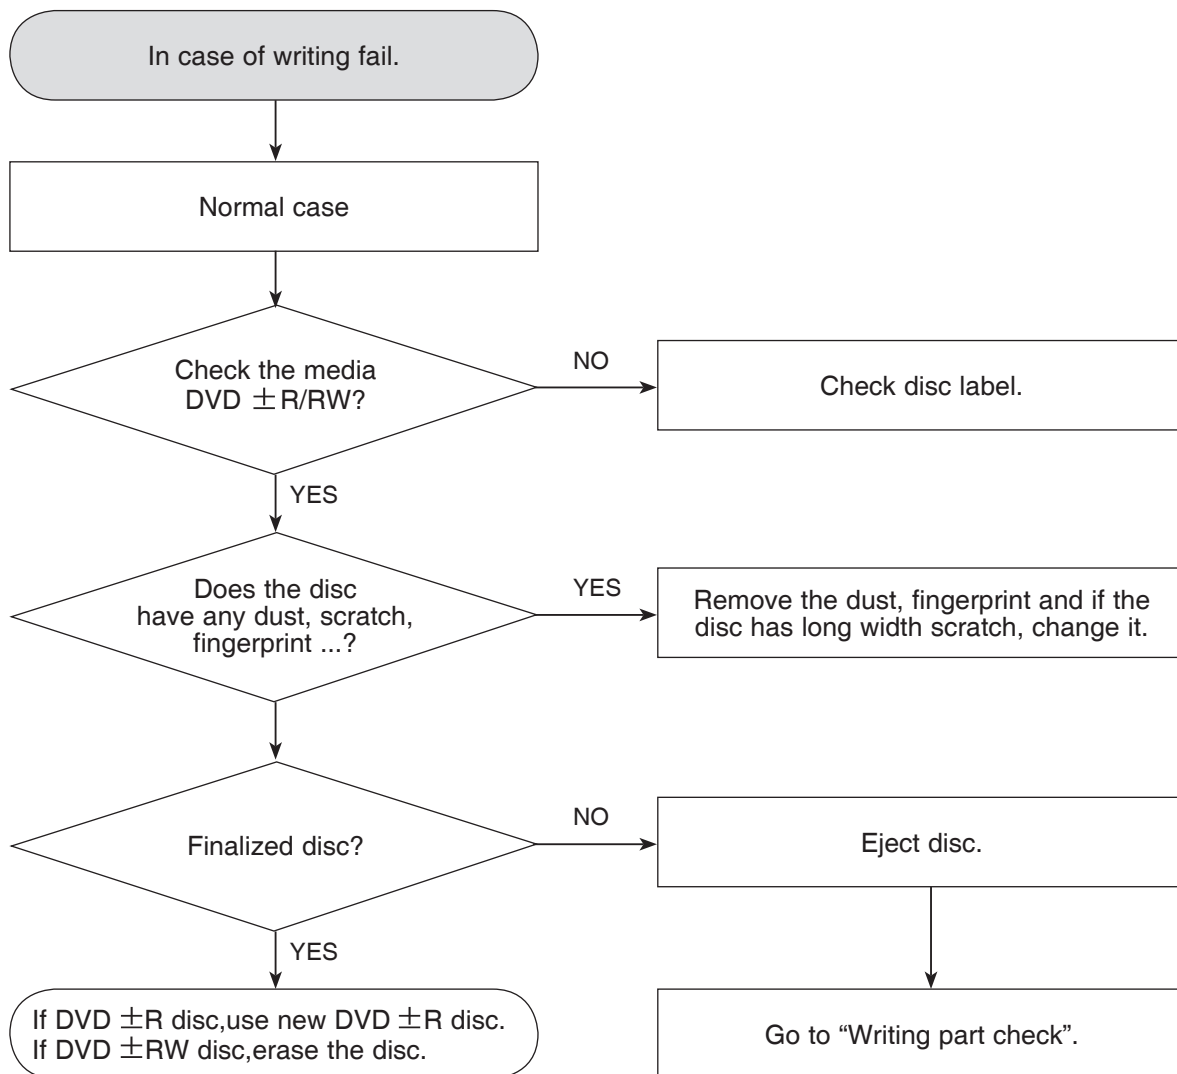 In case of writing fail.
Normal case
Check the media
DVD ±R/RW?
NO
Check disc label.
YES
Does the disc
have any dust, scratch,
fingerprint ...?
YES
Remove the dust, fingerprint and if the
disc has long width scratch, change it.
Finalized disc?
NO
Eject disc.
YES
If DVD ±R disc,use new DVD ±R disc.
If DVD ±RW disc,erase the disc.
Go to “Writing part check”.